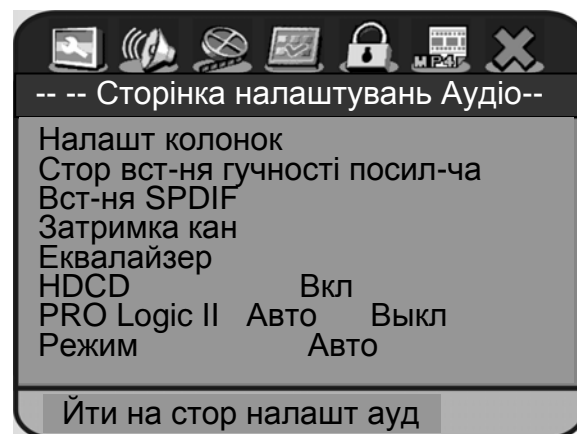 MP4
-- -- Сторінка налаштувань Аудіо--
Налашт колонок
Стор вст-ня гучності посил-ча
Вст-ня SPDIF
Затримка кан
Еквалайзер
HDCD Вкл
PRO Logic II Авто Выкл
Режим Авто
Йти на стор налашт ауд